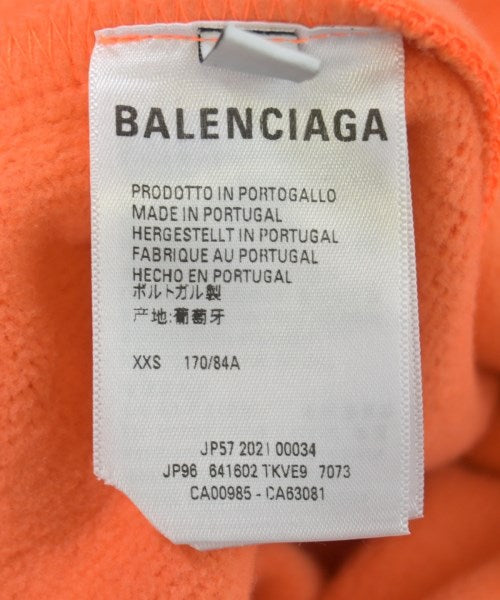 BALENCIAGA
PRODOTTO IN PORTOGALLO
MADE IN PORTUGAL
HERGESTELLT IN PORTUGAL
FABRIQUE AU PORTUGAL
HECHO EN PORTUGAL
ポルトガル製
产地:葡萄牙
XXS 170/84A
JP57 2021 00034
JP96 641602 TKVE9 7073
CA00985 - CA63081